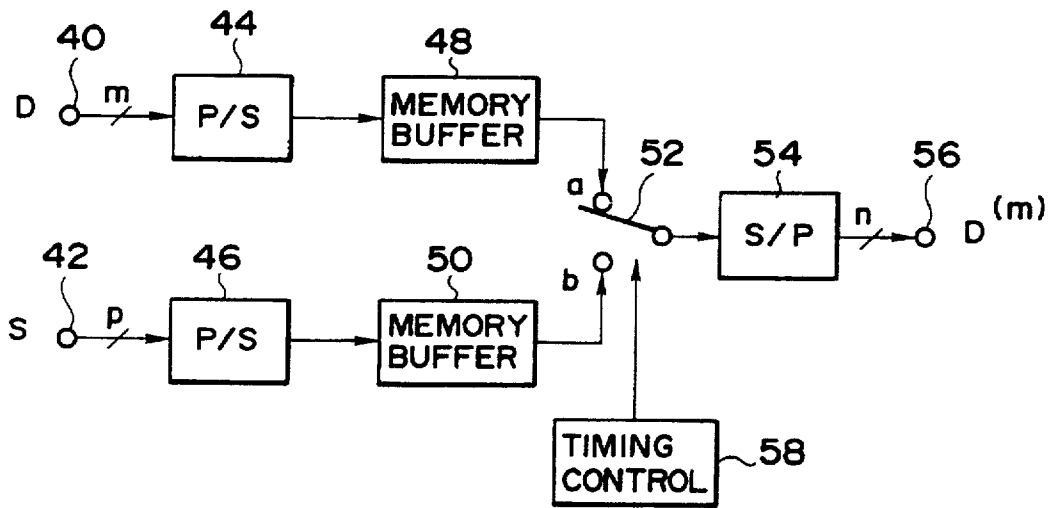 40
44
48
D
m
P/S
MEMORY
BUFFER
a
52
54
56
S/P
n
D (m)
42
46
50
b
S
p
P/S
MEMORY
BUFFER
TIMING
CONTROL
58